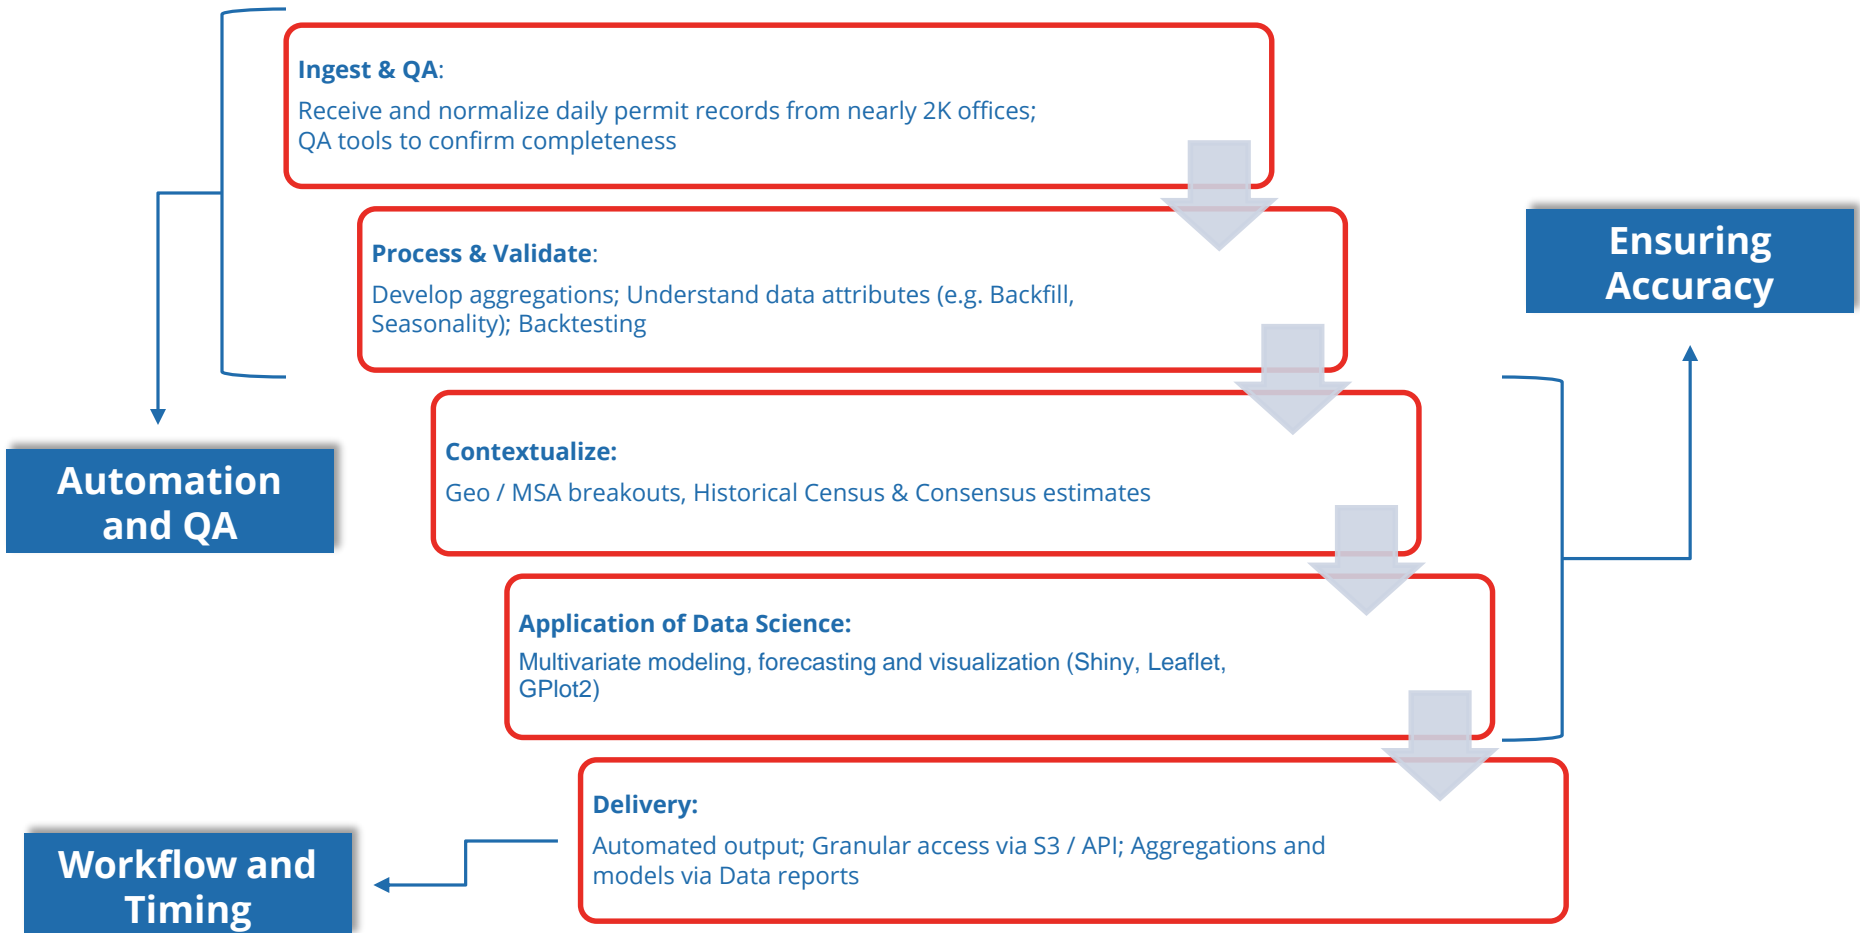 Ingest & QA:
Receive and normalize daily permit records from nearly 2K offices;
QA tools to confirm completeness
Process & Validate:
Develop aggregations; Understand data attributes (e.g. Backfill,
Seasonality); Backtesting
Ensuring
Accuracy
Contextualize:
Geo / MSA breakouts, Historical Census & Consensus estimates
Automation
and QA
Application of Data Science:
Multivariate modeling, forecasting and visualization (Shiny, Leaflet,
GPlot2)
Delivery:
Automated output; Granular access via S3 / API; Aggregations and
models via Data reports
Workflow and
Timing